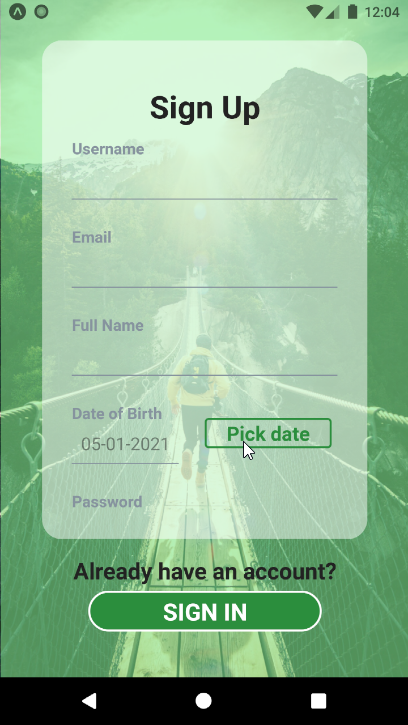 12:04
Sign Up
Username
Email
Full Name
Date of Birth
05-01-2021
Pick date
Password
Already have an account?
SIGN IN